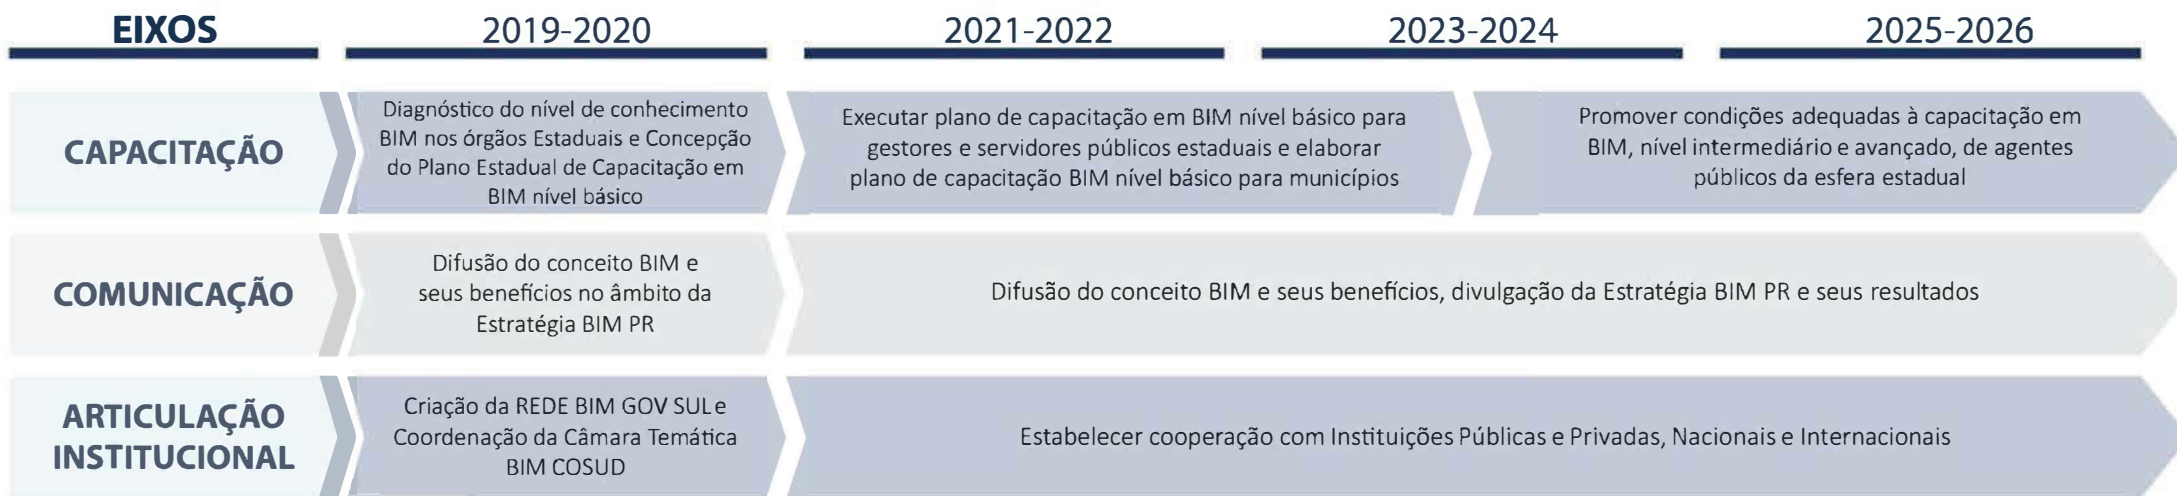 EIXOS
2019-2020
2021-2022
2023-2024
2025-2026
CAPACITAÇÃO
Diagnóstico do nível de conhecimento
BIM nos órgãos Estaduais e Concepção
do Plano Estadual de Capacitação em
BIM nível básico
Executar plano de capacitação em BIM nível básico para
gestores e servidores públicos estaduais e elaborar
plano de capacitação BIM nível básico para municípios
Promover condições adequadas à capacitação em
BIM, nível intermediário e avançado, de agentes
públicos da esfera estadual
COMUNICAÇÃO
Difusão do conceito BIM e
seus benefícios no âmbito da
Estratégia BIM PR
Difusão do conceito BIM e seus benefícios, divulgação da Estratégia BIM PR e seus resultados
ARTICULAÇÃO
INSTITUCIONAL
Criação da REDE BIM GOV SUL e
Coordenação da Câmara Temática
BIM COSUD
Estabelecer cooperação com Instituições Públicas e Privadas, Nacionais e Internacionais